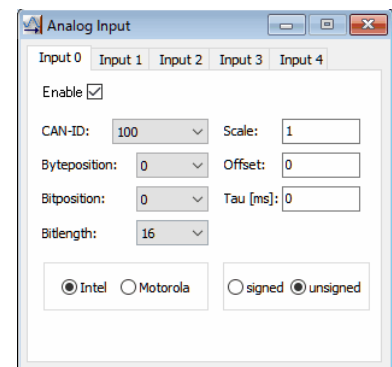 Analog Input
Input 0 Input 1 Input 2 Input 3 Input 4
Enable
CAN-ID: 100 Scale: 1
Byteposition: 0 Offset: 0
Bitposition: 0 Tau [ms]: 0
Bitlength: 16
Intel Motorola signed unsigned